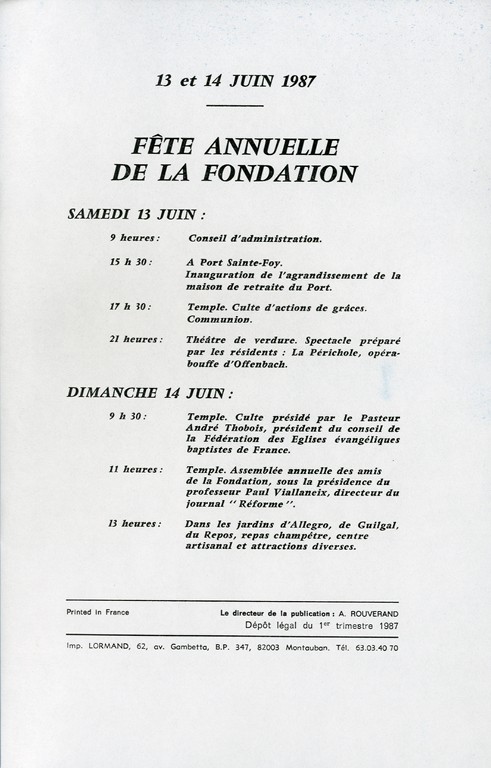 13 et 14 JUIN 1987
FÊTE ANNUELLE
DE LA FONDATION
SAMEDI 13 JUIN :
9 heures : Conseil d'administration.
15 h 30 : A Port Sainte-Foy.
Inauguration de l'agrandissement de la
maison de retraite du Port.
17 h 30 : Temple. Culte d'actions de grâces.
Communion.
21 heures : Théâtre de verdure. Spectacle préparé
par les résidents : La Périchole, opéra-
bouffe d'Offenbach.
DIMANCHE 14 JUIN :
9 h 30 : Temple. Culte présidé par le Pasteur
André Thobois, président du conseil de
la Fédération des Eglises évangéliques
baptistes de France.
11 heures : Temple. Assemblée annuelle des amis
de la Fondation, sous la présidence du
professeur Paul Viallaneix, directeur du
journal " Réforme ".
13 heures : Dans les jardins d'Allegro, de Guilgal,
du Repos, repas champêtre, centre
artisanal et attractions diverses.
Printed in France Le directeur de la publication : A. ROUVERAND
Dépôt légal du 1er trimestre 1987
Imp. LORMAND, 62, av. Gambetta, B.P. 347, 82003 Montauban. Tél. 63.03.40 70